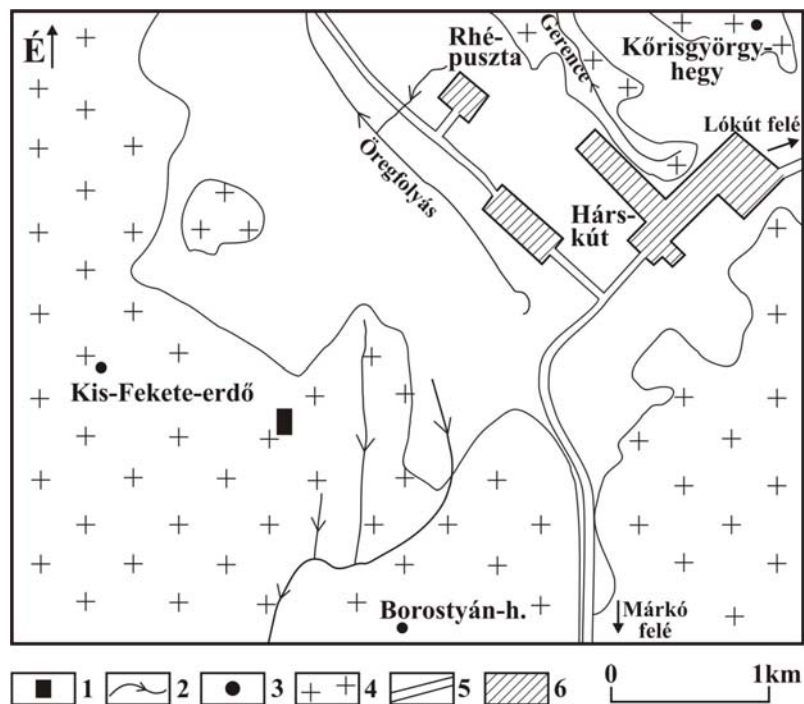 É
Rhé-
puszta
Gerence
Kőrisgyörgy-
hegy
Lókút felé
Öregfolyás
Hárs-
kút
Kis-Fekete-erdő
Borostyán-h.
Márkó
felé
1 2 3 4 5 6
0 1km